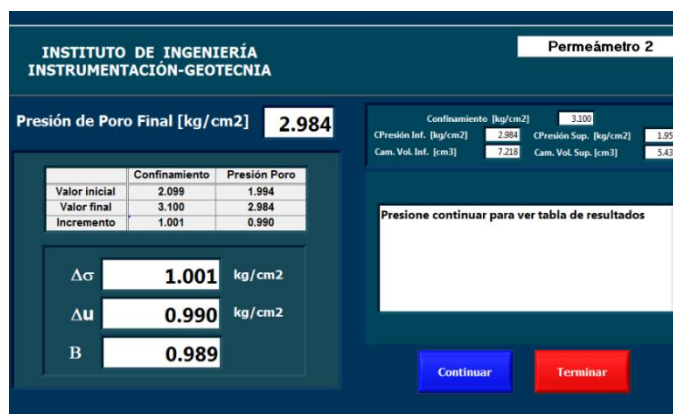 INSTITUTO DE INGENIERÍA
INSTRUMENTACIÓN-GEOTECNIA
Permeámetro 2
Presión de Poro Final [kg/cm2] 2.984
Confinamiento Presión Poro
Valor inicial 2.099 1.994
Valor final 3.100 2.984
Incremento 1.001 0.990
Δσ 1.001 kg/cm2
Δu 0.990 kg/cm2
B 0.989
Confinamiento [kg/cm2] 3.100
CPresión Inf. [kg/cm2] 2.984 CPresión Sup. [kg/cm2] 1.95
Cam. Vol. Inf. [cm3] 7.218 Cam. Vol. Sup. [cm3] 5.43
Presione continuar para ver tabla de resultados
Continuar Terminar